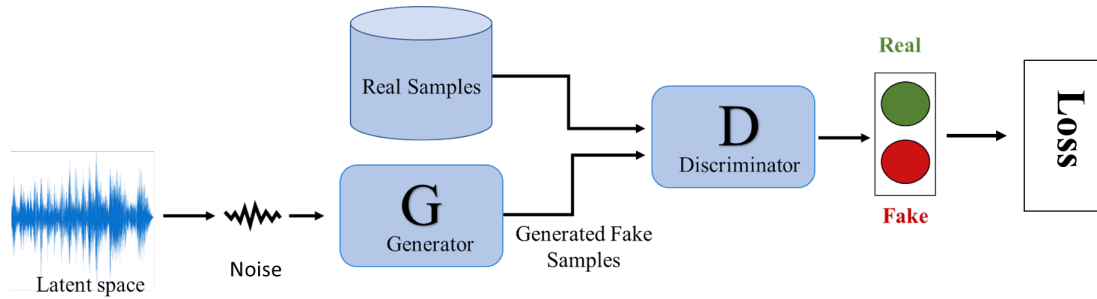 Latent space
Noise
Real Samples
G
Generator
Generated Fake
Samples
D
Discriminator
Real
Fake
Loss